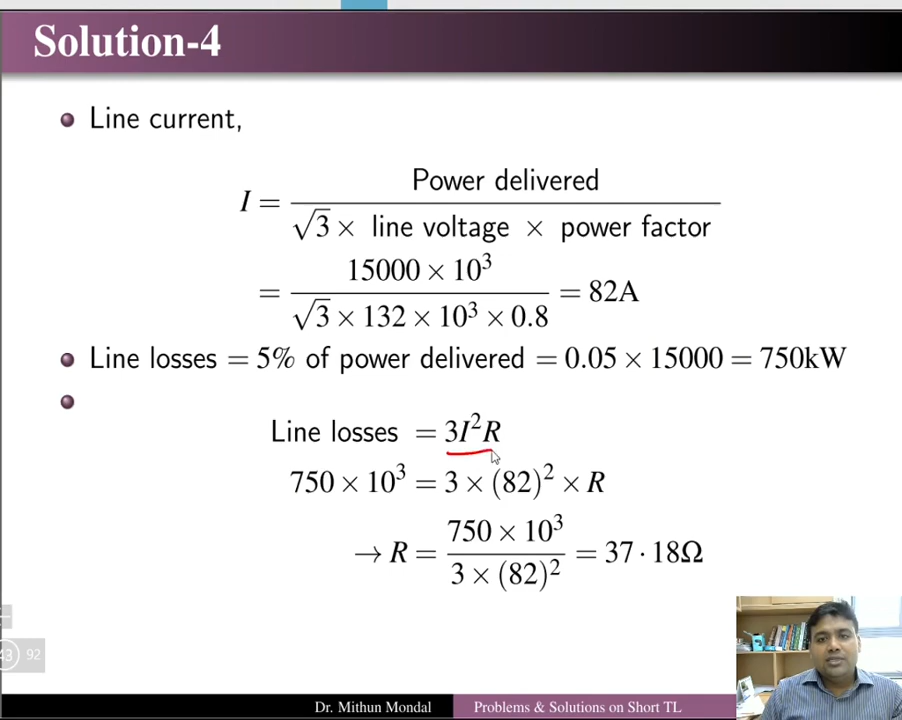 Solution-4
Line current,
I = Power delivered / √3 × line voltage × power factor
= 15000 × 10³ / √3 × 132 × 10³ × 0.8 = 82A
Line losses = 5% of power delivered = 0.05 × 15000 = 750kW
Line losses = 3I²R
750 × 10³ = 3 × (82)² × R
→ R = 750 × 10³ / 3 × (82)² = 37·18Ω
43 92
Dr. Mithun Mondal Problems & Solutions on Short TL